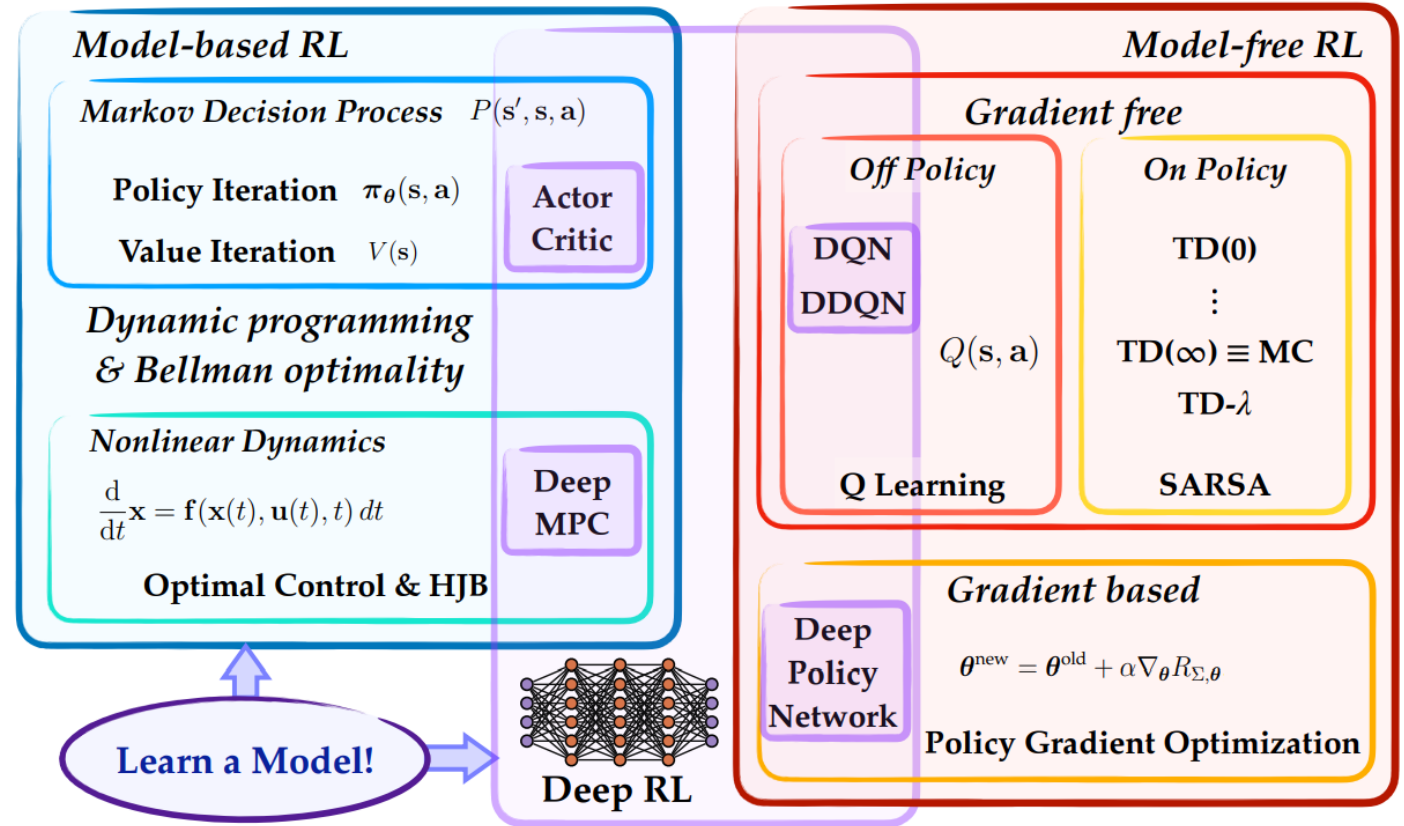 Model-based RL
Markov Decision Process P(s′, s, a)
Policy Iteration π_θ(s, a)
Value Iteration V(s)
Actor
Critic
Dynamic programming
& Bellman optimality
Nonlinear Dynamics
d/dt x = f(x(t), u(t), t) dt
Optimal Control & HJB
Deep
MPC
Learn a Model!
Deep RL
Model-free RL
Gradient free
Off Policy
DQN
DDQN
Q(s, a)
Q Learning
On Policy
TD(0)
⋮
TD(∞) ≡ MC
TD-λ
SARSA
Gradient based
Deep
Policy
Network
θ^new = θ^old + α∇_θ R_Σ,θ
Policy Gradient Optimization